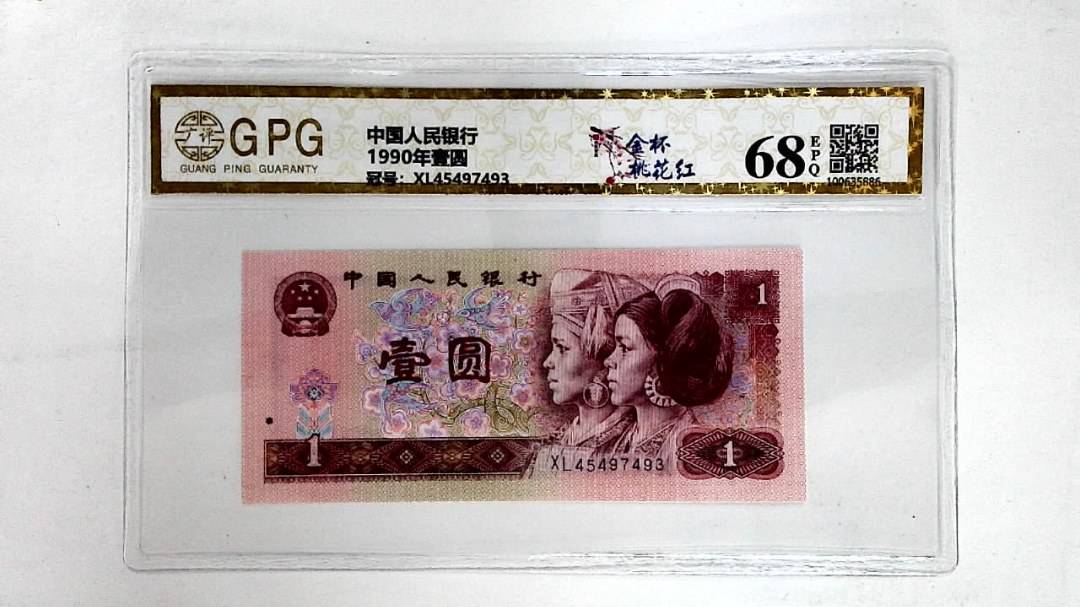 广评
GPG
GUANG PING GUARANTY
中国人民银行
1990年壹圆
冠号：XL45497493
金杯
桃花红
68
EPQ
100635886
中国人民银行
1
壹圆
1
XL45497493
1